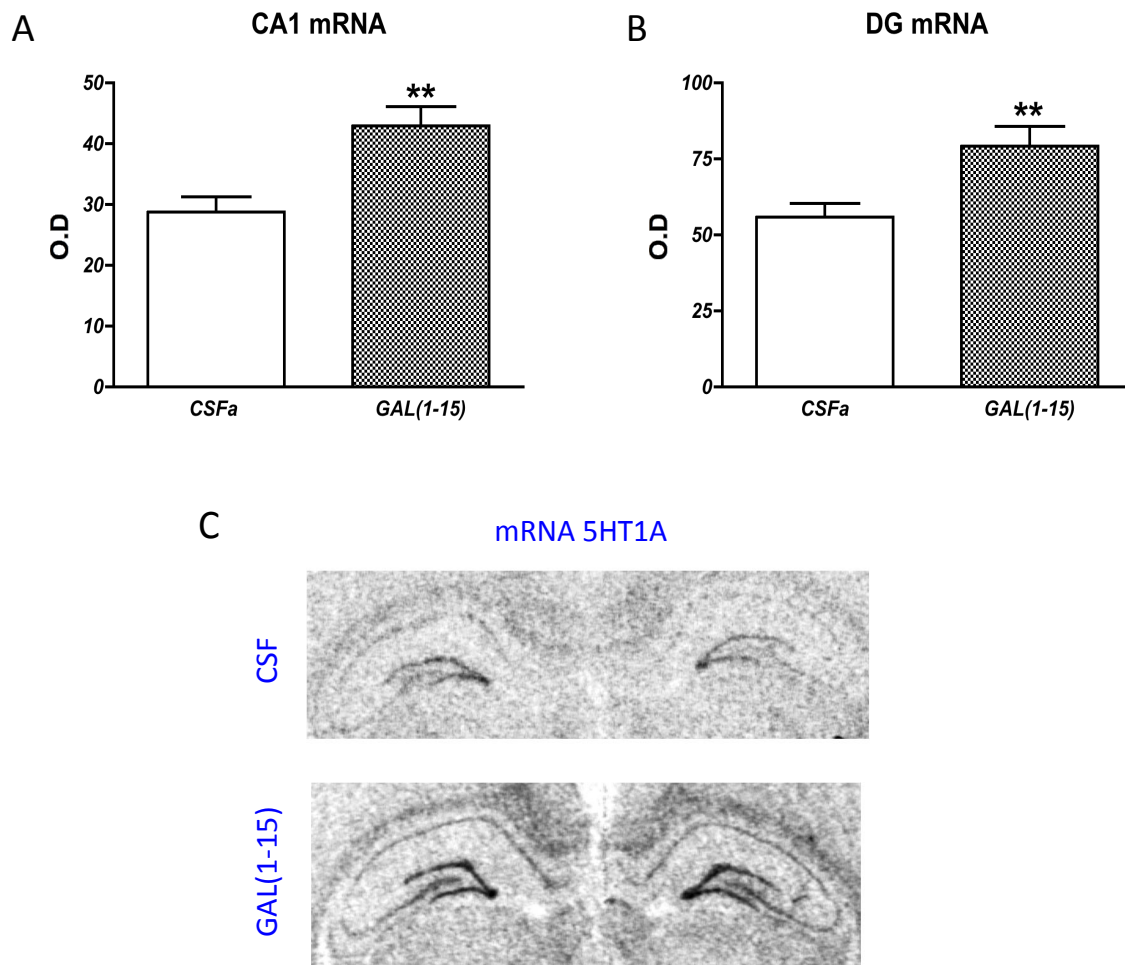 A
CA1 mRNA
50
40
30
20
10
0
O.D
**
CSFa
GAL(1-15)
B
DG mRNA
100
75
50
25
0
O.D
**
CSFa
GAL(1-15)
C
mRNA 5HT1A
CSF
GAL(1-15)